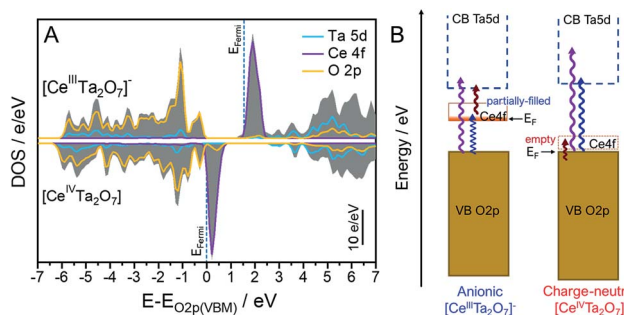 A
E_Fermi
Ta 5d
Ce 4f
O 2p
[Ce^III Ta₂O₇]⁻
[Ce^IV Ta₂O₇]
E_Fermi
10 e/eV
DOS / e/eV
-7 -6 -5 -4 -3 -2 -1 0 1 2 3 4 5 6 7
E-E_O2p(VBM) / eV
B
Energy / eV
CB Ta5d
partially-filled
Ce4f
E_F
VB O2p
Anionic
[Ce^III Ta₂O₇]⁻
CB Ta5d
empty
Ce4f
E_F
VB O2p
Charge-neutr
[Ce^IV Ta₂O₇]